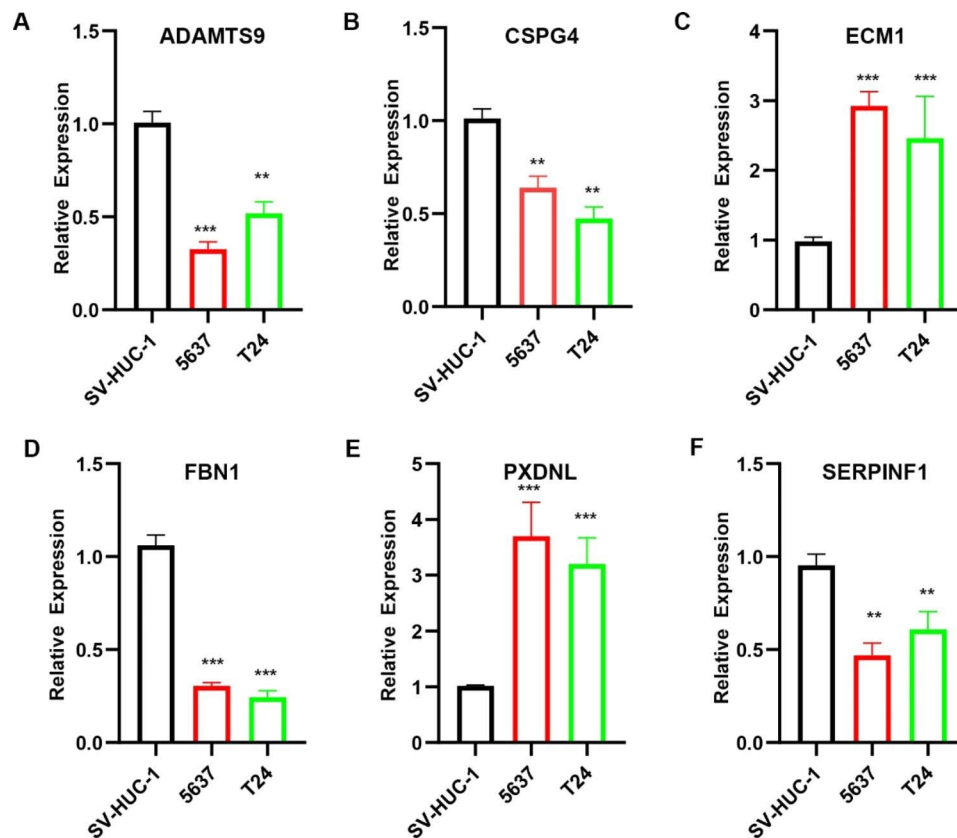 A
ADAMTS9
Relative Expression
1.5
1.0
0.5
0.0
***
**
SV-HUC-1
5637
T24
B
CSPG4
Relative Expression
1.5
1.0
0.5
0.0
**
**
SV-HUC-1
5637
T24
C
ECM1
Relative Expression
4
3
2
1
0
***
***
SV-HUC-1
5637
T24
D
FBN1
Relative Expression
1.5
1.0
0.5
0.0
***
***
SV-HUC-1
5637
T24
E
PXDNL
Relative Expression
5
4
3
2
1
0
***
***
SV-HUC-1
5637
T24
F
SERPINF1
Relative Expression
1.5
1.0
0.5
0.0
**
**
SV-HUC-1
5637
T24